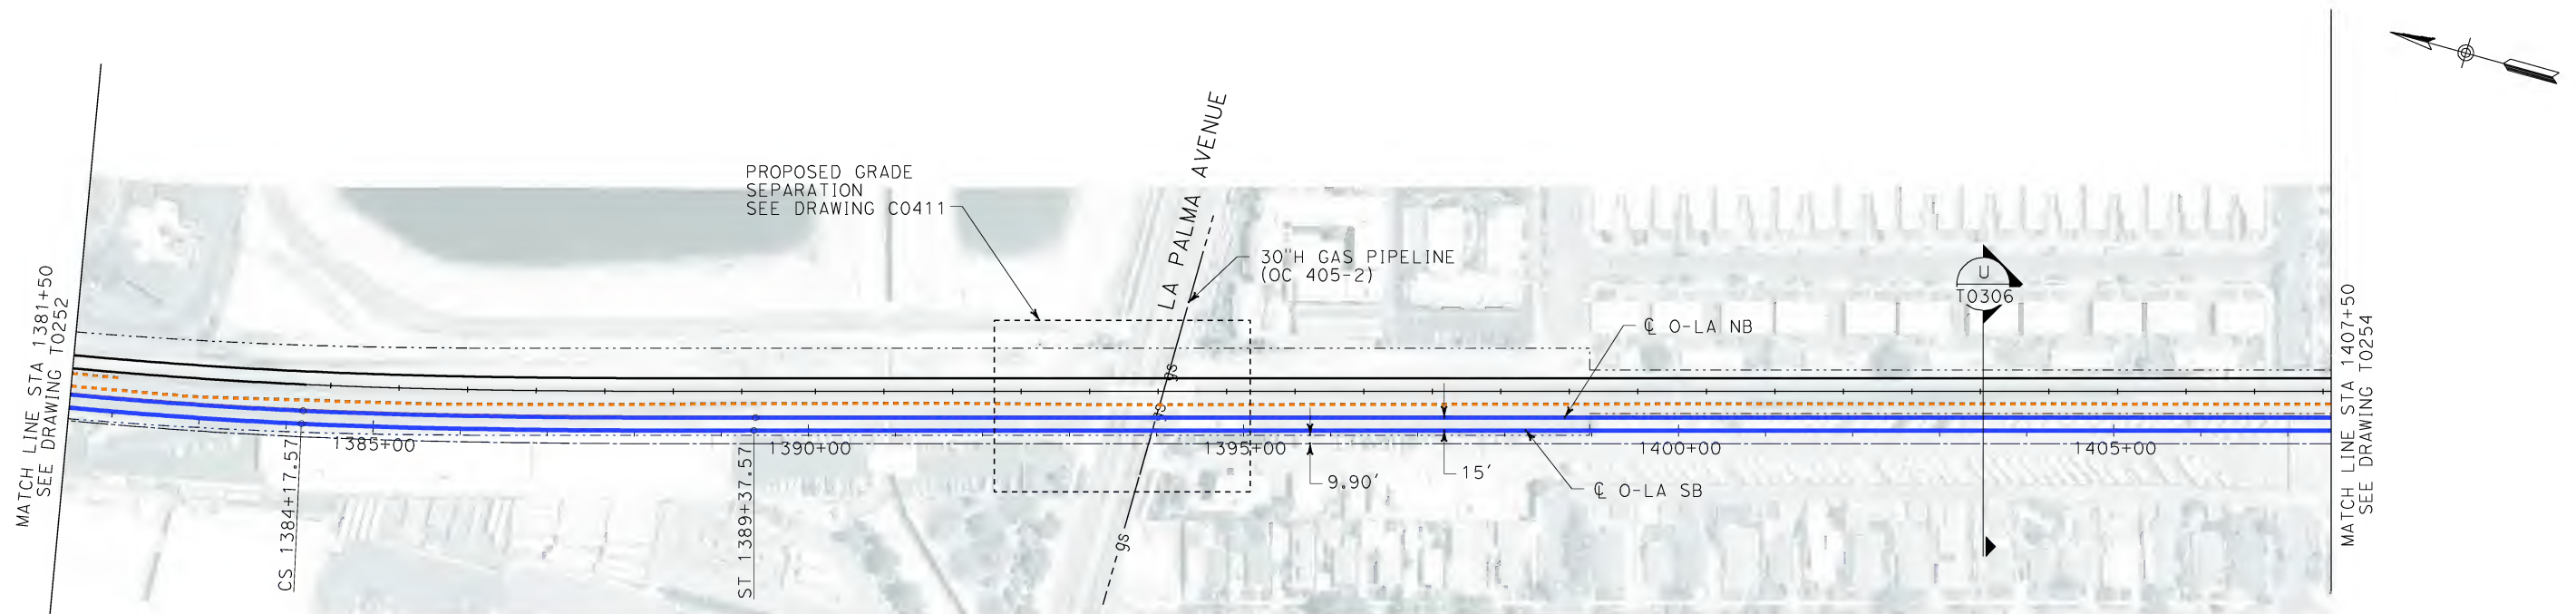 MATCH LINE STA 1381+50
SEE DRAWING T0252
PROPOSED GRADE
SEPARATION
SEE DRAWING C0411
LA PALMA AVENUE
30"H GAS PIPELINE
(OC 405-2)
U
T0306
℄ O-LA NB
MATCH LINE STA 1407+50
SEE DRAWING T0254
gs
gs
1385+00
1390+00
1395+00
1400+00
1405+00
CS 1384+17.57
ST 1389+37.57
9.90'
15'
℄ O-LA SB
gs